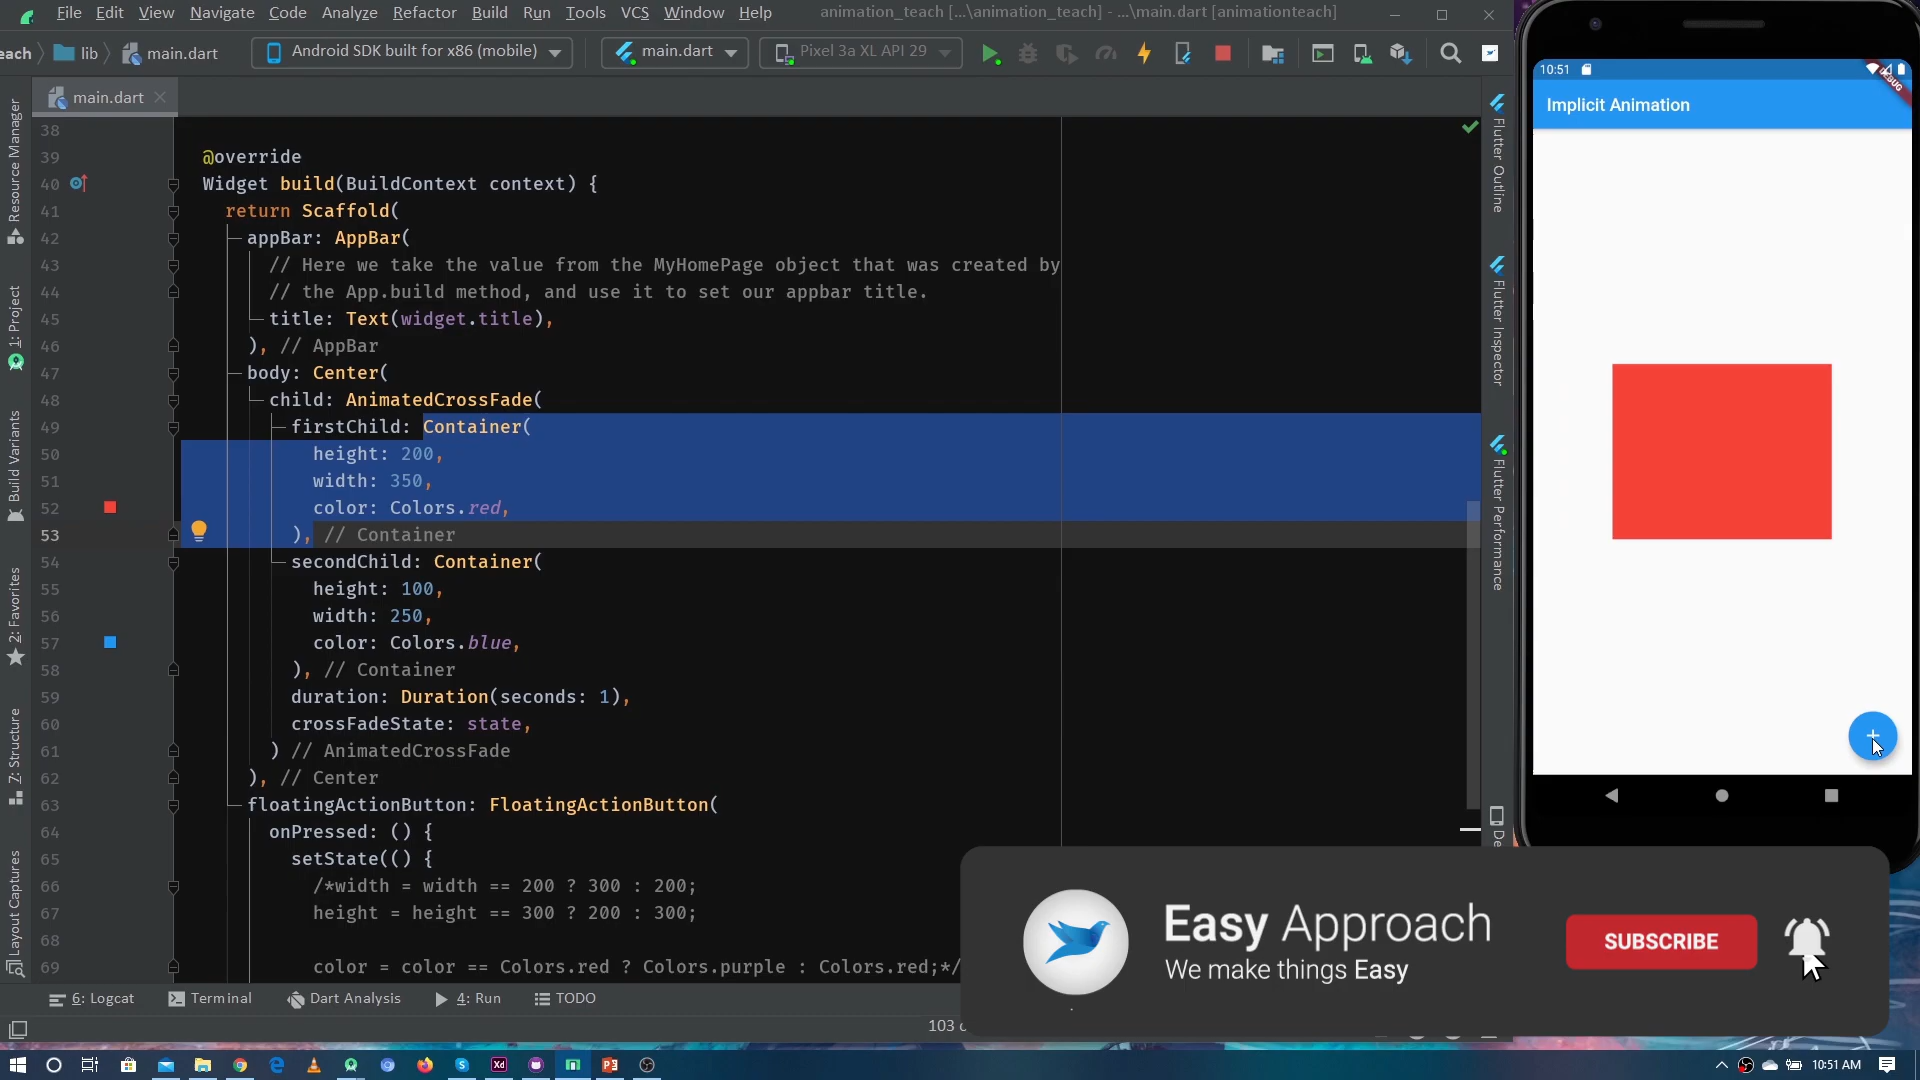 File Edit View Navigate Code Analyze Refactor Build Run Tools VCS Window Help animation_teach [...\animation_teach] - ...\main.dart [animationteach]
each lib main.dart Android SDK built for x86 (mobile) main.dart Pixel 3a XL API 29
main.dart
38
39 @override
40 Widget build(BuildContext context) {
41 return Scaffold(
42 appBar: AppBar(
43 // Here we take the value from the MyHomePage object that was created by
44 // the App.build method, and use it to set our appbar title.
45 title: Text(widget.title),
46 ), // AppBar
47 body: Center(
48 child: AnimatedCrossFade(
49 firstChild: Container(
50 height: 200,
51 width: 350,
52 color: Colors.red,
53 ), // Container
54 secondChild: Container(
55 height: 100,
56 width: 250,
57 color: Colors.blue,
58 ), // Container
59 duration: Duration(seconds: 1),
60 crossFadeState: state,
61 ) // AnimatedCrossFade
62 ), // Center
63 floatingActionButton: FloatingActionButton(
64 onPressed: () {
65 setState(() {
66 /*width = width == 200 ? 300 : 200;
67 height = height == 300 ? 200 : 300;
68
69 color = color == Colors.red ? Colors.purple : Colors.red;*/
Resource Manager
1: Project
Build Variants
2: Favorites
7: Structure
Layout Captures
Flutter Outline
Flutter Inspector
Flutter Performance
De
6: Logcat Terminal Dart Analysis 4: Run TODO
103
10:51
DEBUG
Implicit Animation
+
Easy Approach
We make things Easy
SUBSCRIBE
Xd
10:51 AM